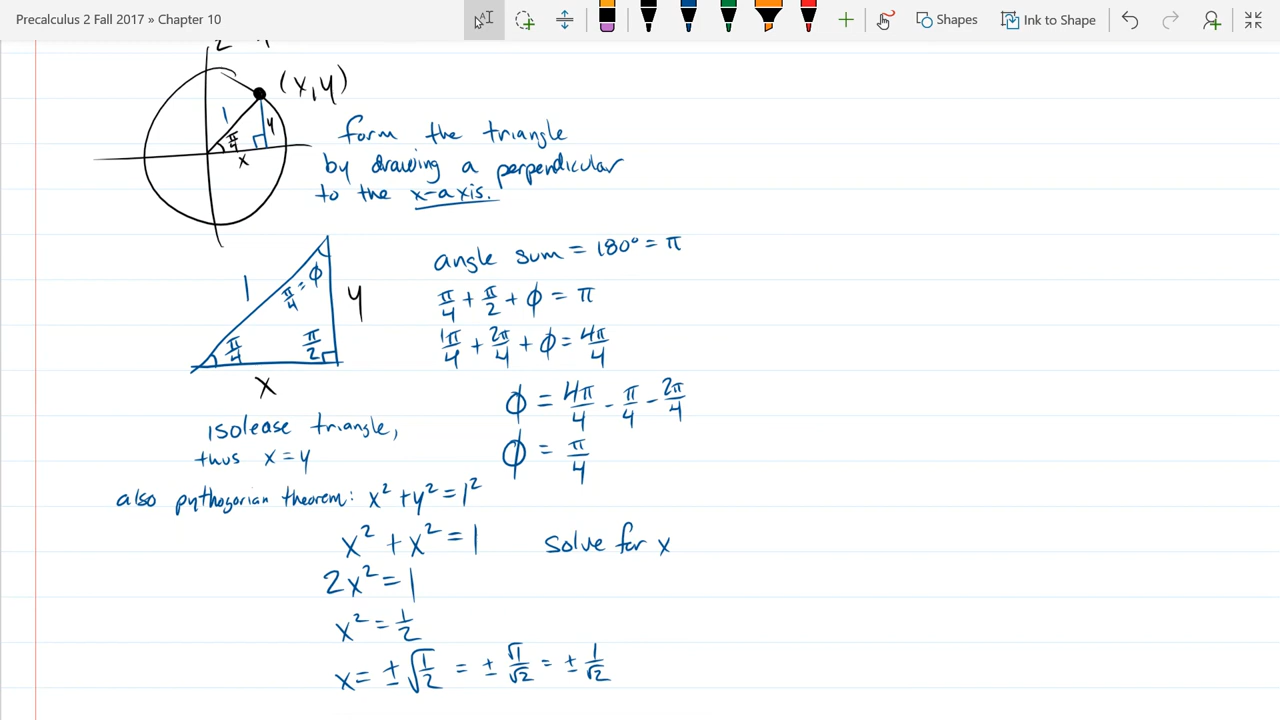 Precalculus 2 Fall 2017 » Chapter 10
Shapes
Ink to Shape
2
(x,y)
1
π/4
y
x
form the triangle
by drawing a perpendicular
to the x-axis.
1
π/4 = ϕ
y
π/4
π/2
x
angle sum = 180° = π
π/4 + π/2 + ϕ = π
1π/4 + 2π/4 + ϕ = 4π/4
ϕ = 4π/4 - π/4 - 2π/4
ϕ = π/4
isolease triangle,
thus x = y
also pythogorian theorem: x² + y² = 1²
x² + x² = 1
solve for x
2x² = 1
x² = 1/2
x = ± √(1/2) = ± √1/√2 = ± 1/√2